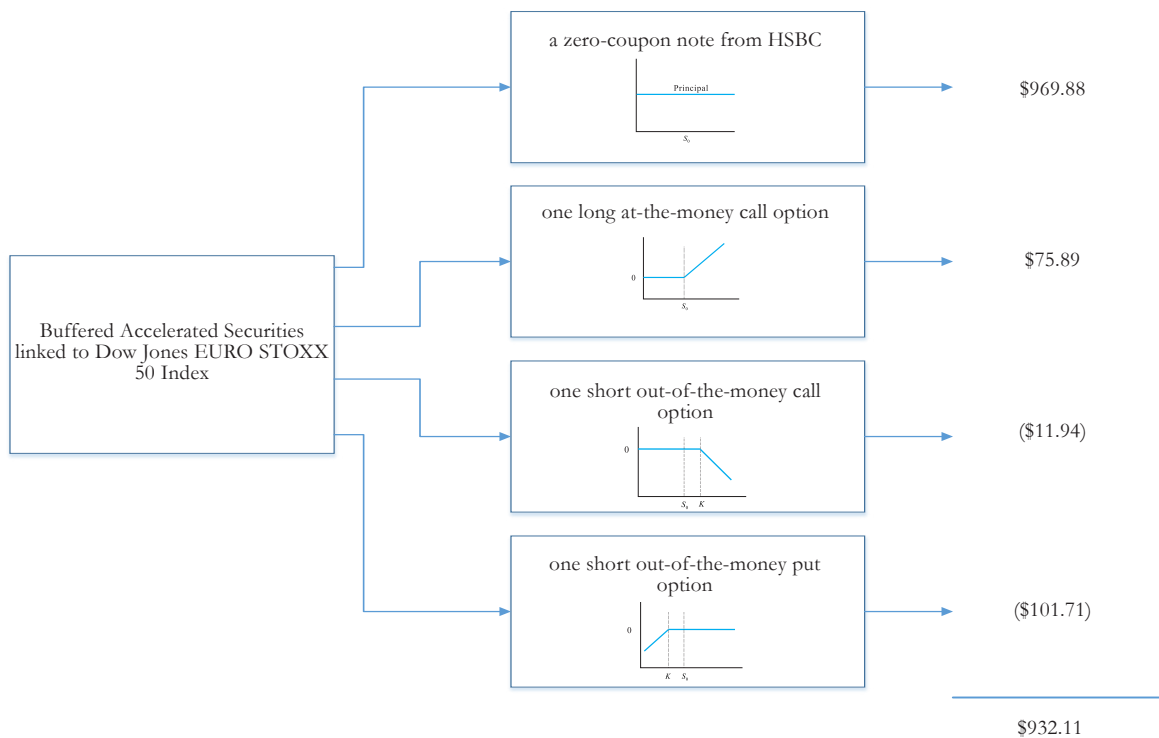 a zero-coupon note from HSBC
Principal
S₀
$969.88
one long at-the-money call option
0
S₀
$75.89
Buffered Accelerated Securities
linked to Dow Jones EURO STOXX
50 Index
one short out-of-the-money call
option
0
S₀ K
($11.94)
one short out-of-the-money put
option
0
K S₀
($101.71)
$932.11